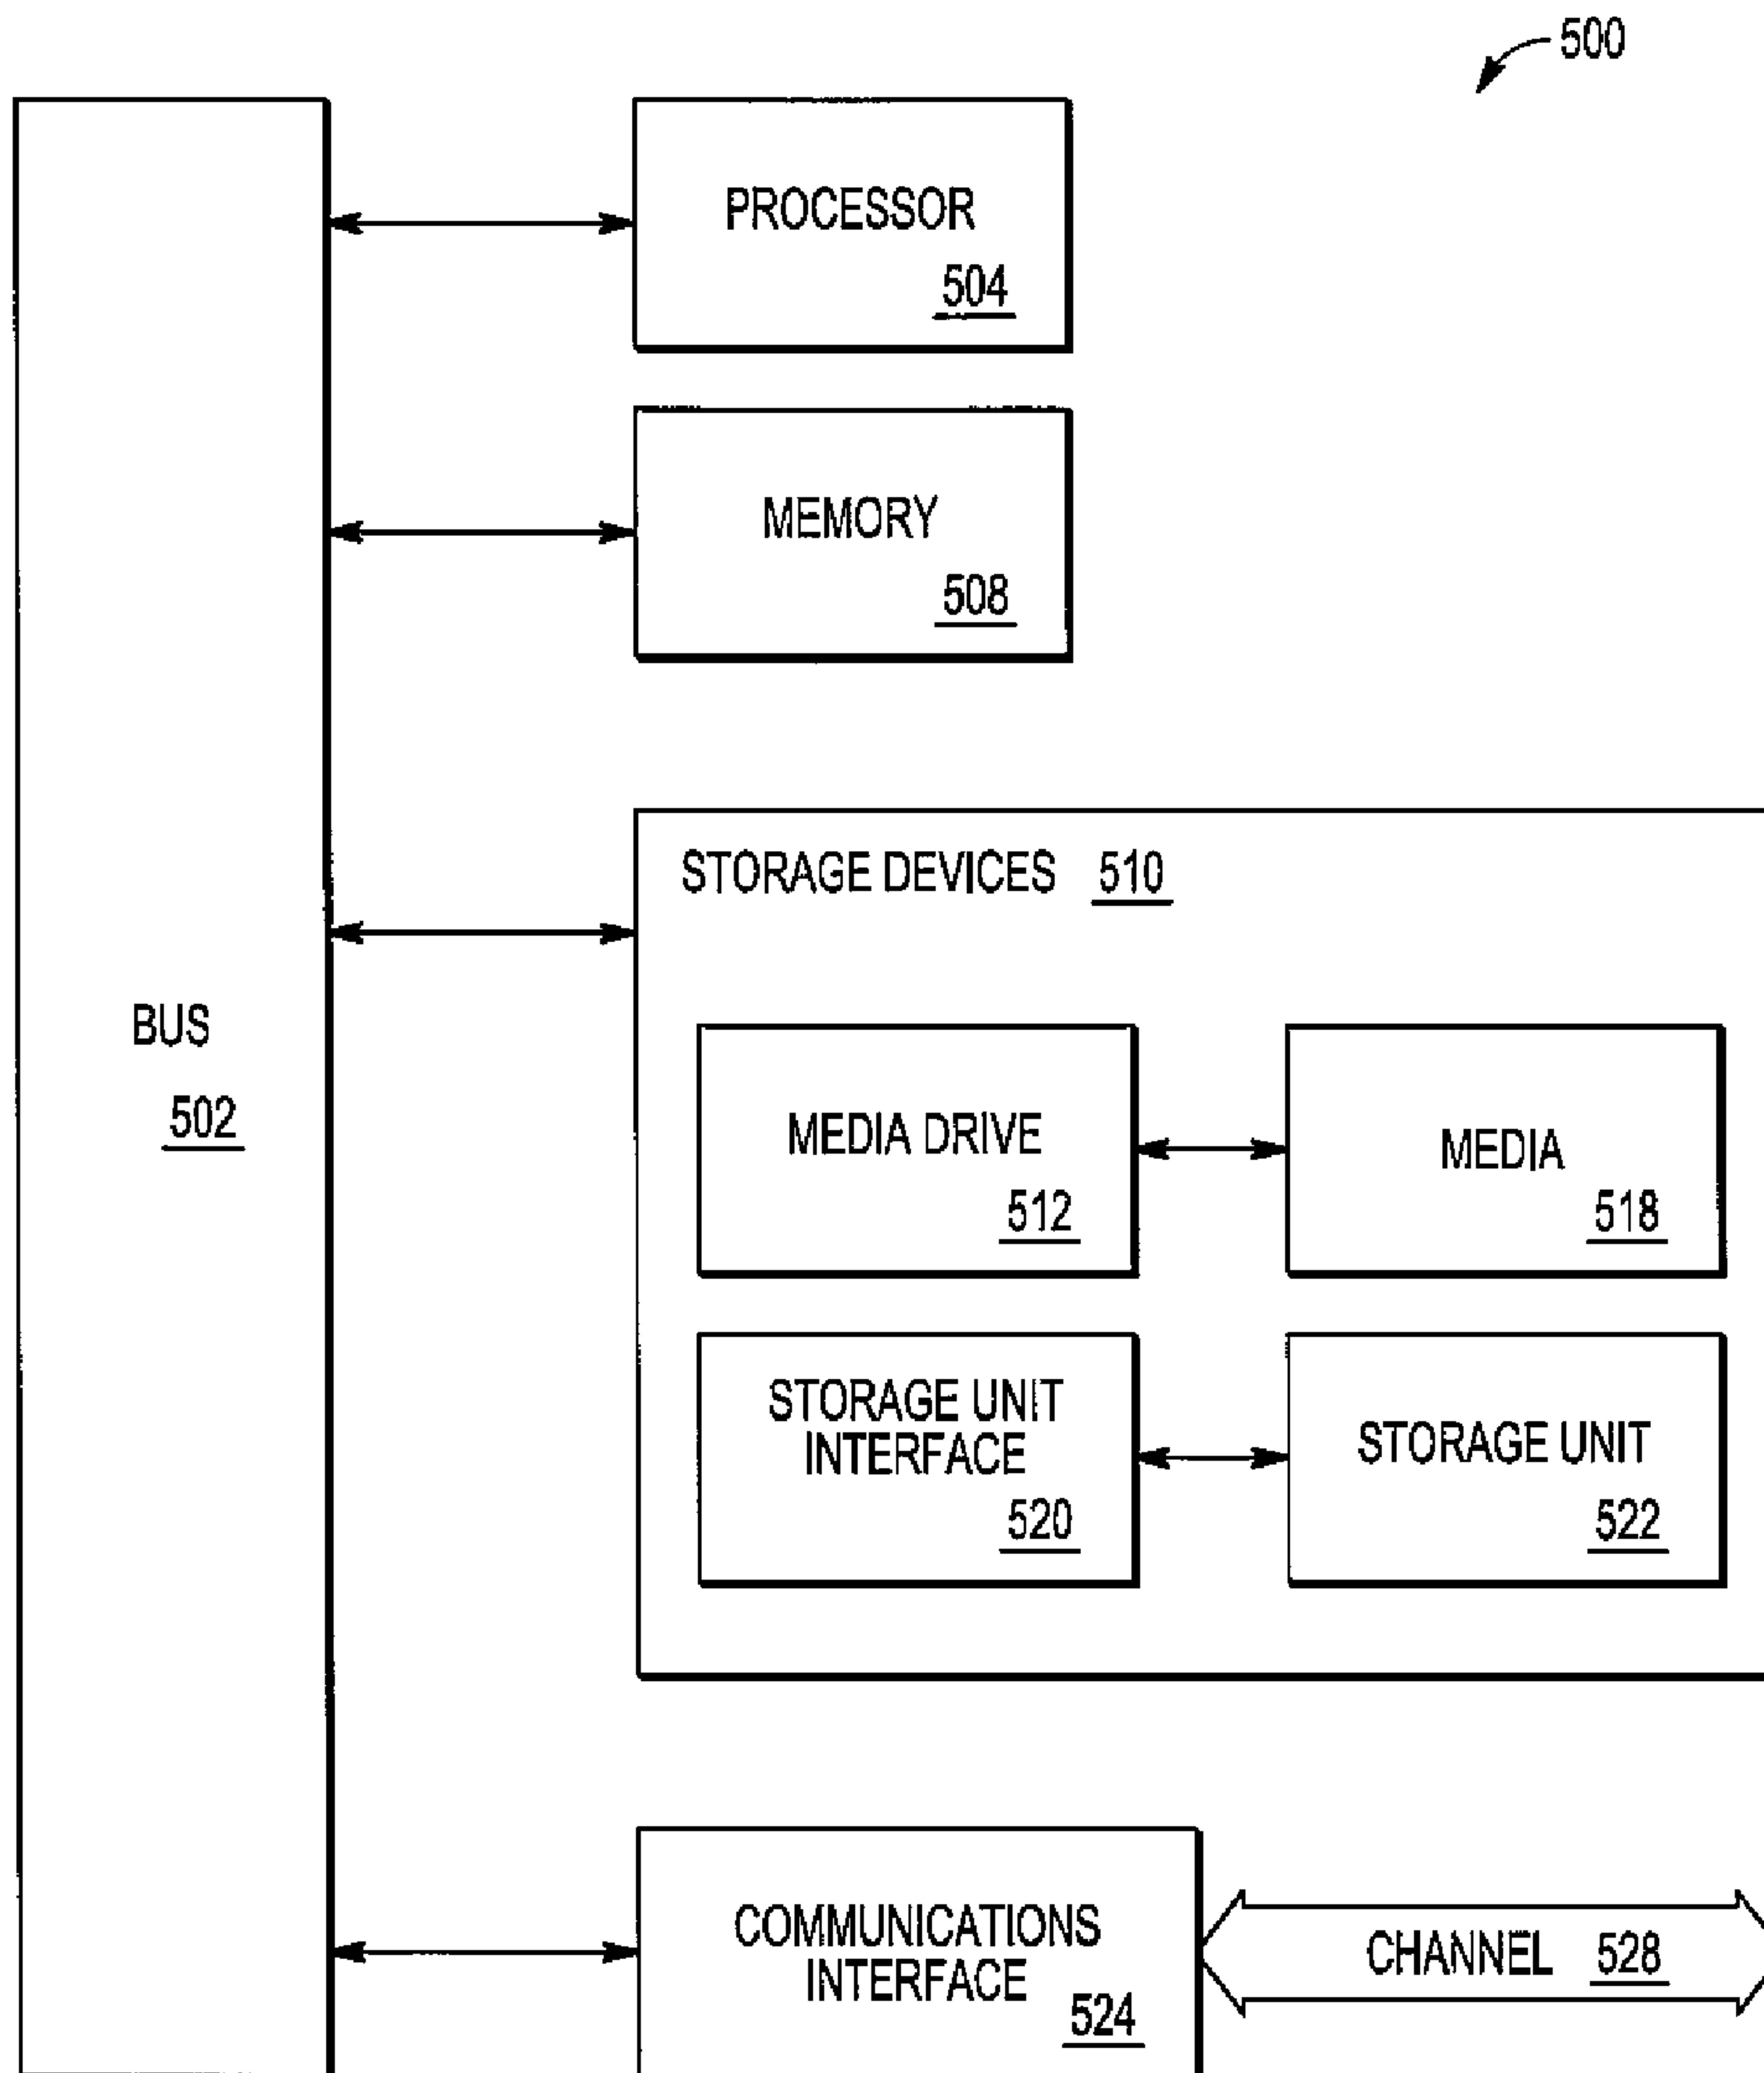 500
PROCESSOR
504
MEMORY
508
STORAGE DEVICES 510
BUS
502
MEDIA DRIVE
512
MEDIA
518
STORAGE UNIT
INTERFACE
520
STORAGE UNIT
522
COMMUNICATIONS
INTERFACE
524
CHANNEL 528